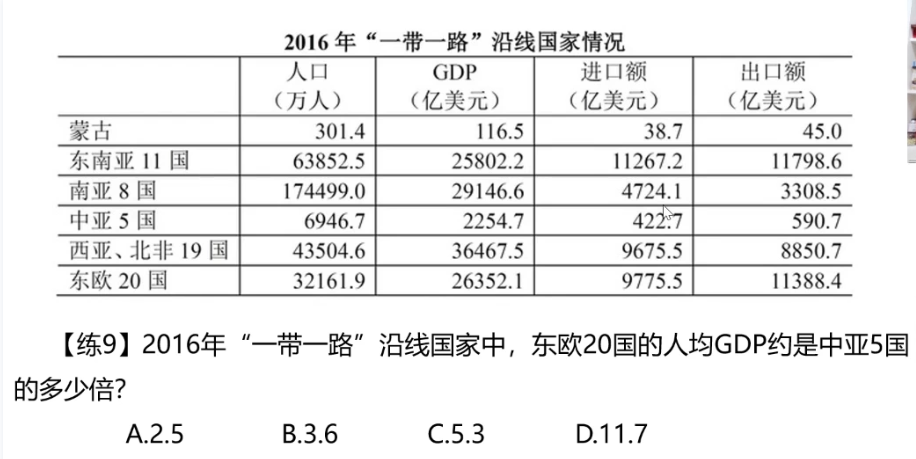 2016 年“一带一路”沿线国家情况
人口 GDP 进口额 出口额
（万人） （亿美元） （亿美元） （亿美元）
蒙古 301.4 116.5 38.7 45.0
东南亚 11 国 63852.5 25802.2 11267.2 11798.6
南亚 8 国 174499.0 29146.6 4724.1 3308.5
中亚 5 国 6946.7 2254.7 422.7 590.7
西亚、北非 19 国 43504.6 36467.5 9675.5 8850.7
东欧 20 国 32161.9 26352.1 9775.5 11388.4
【练9】2016年“一带一路”沿线国家中，东欧20国的人均GDP约是中亚5国
的多少倍？
A.2.5 B.3.6 C.5.3 D.11.7